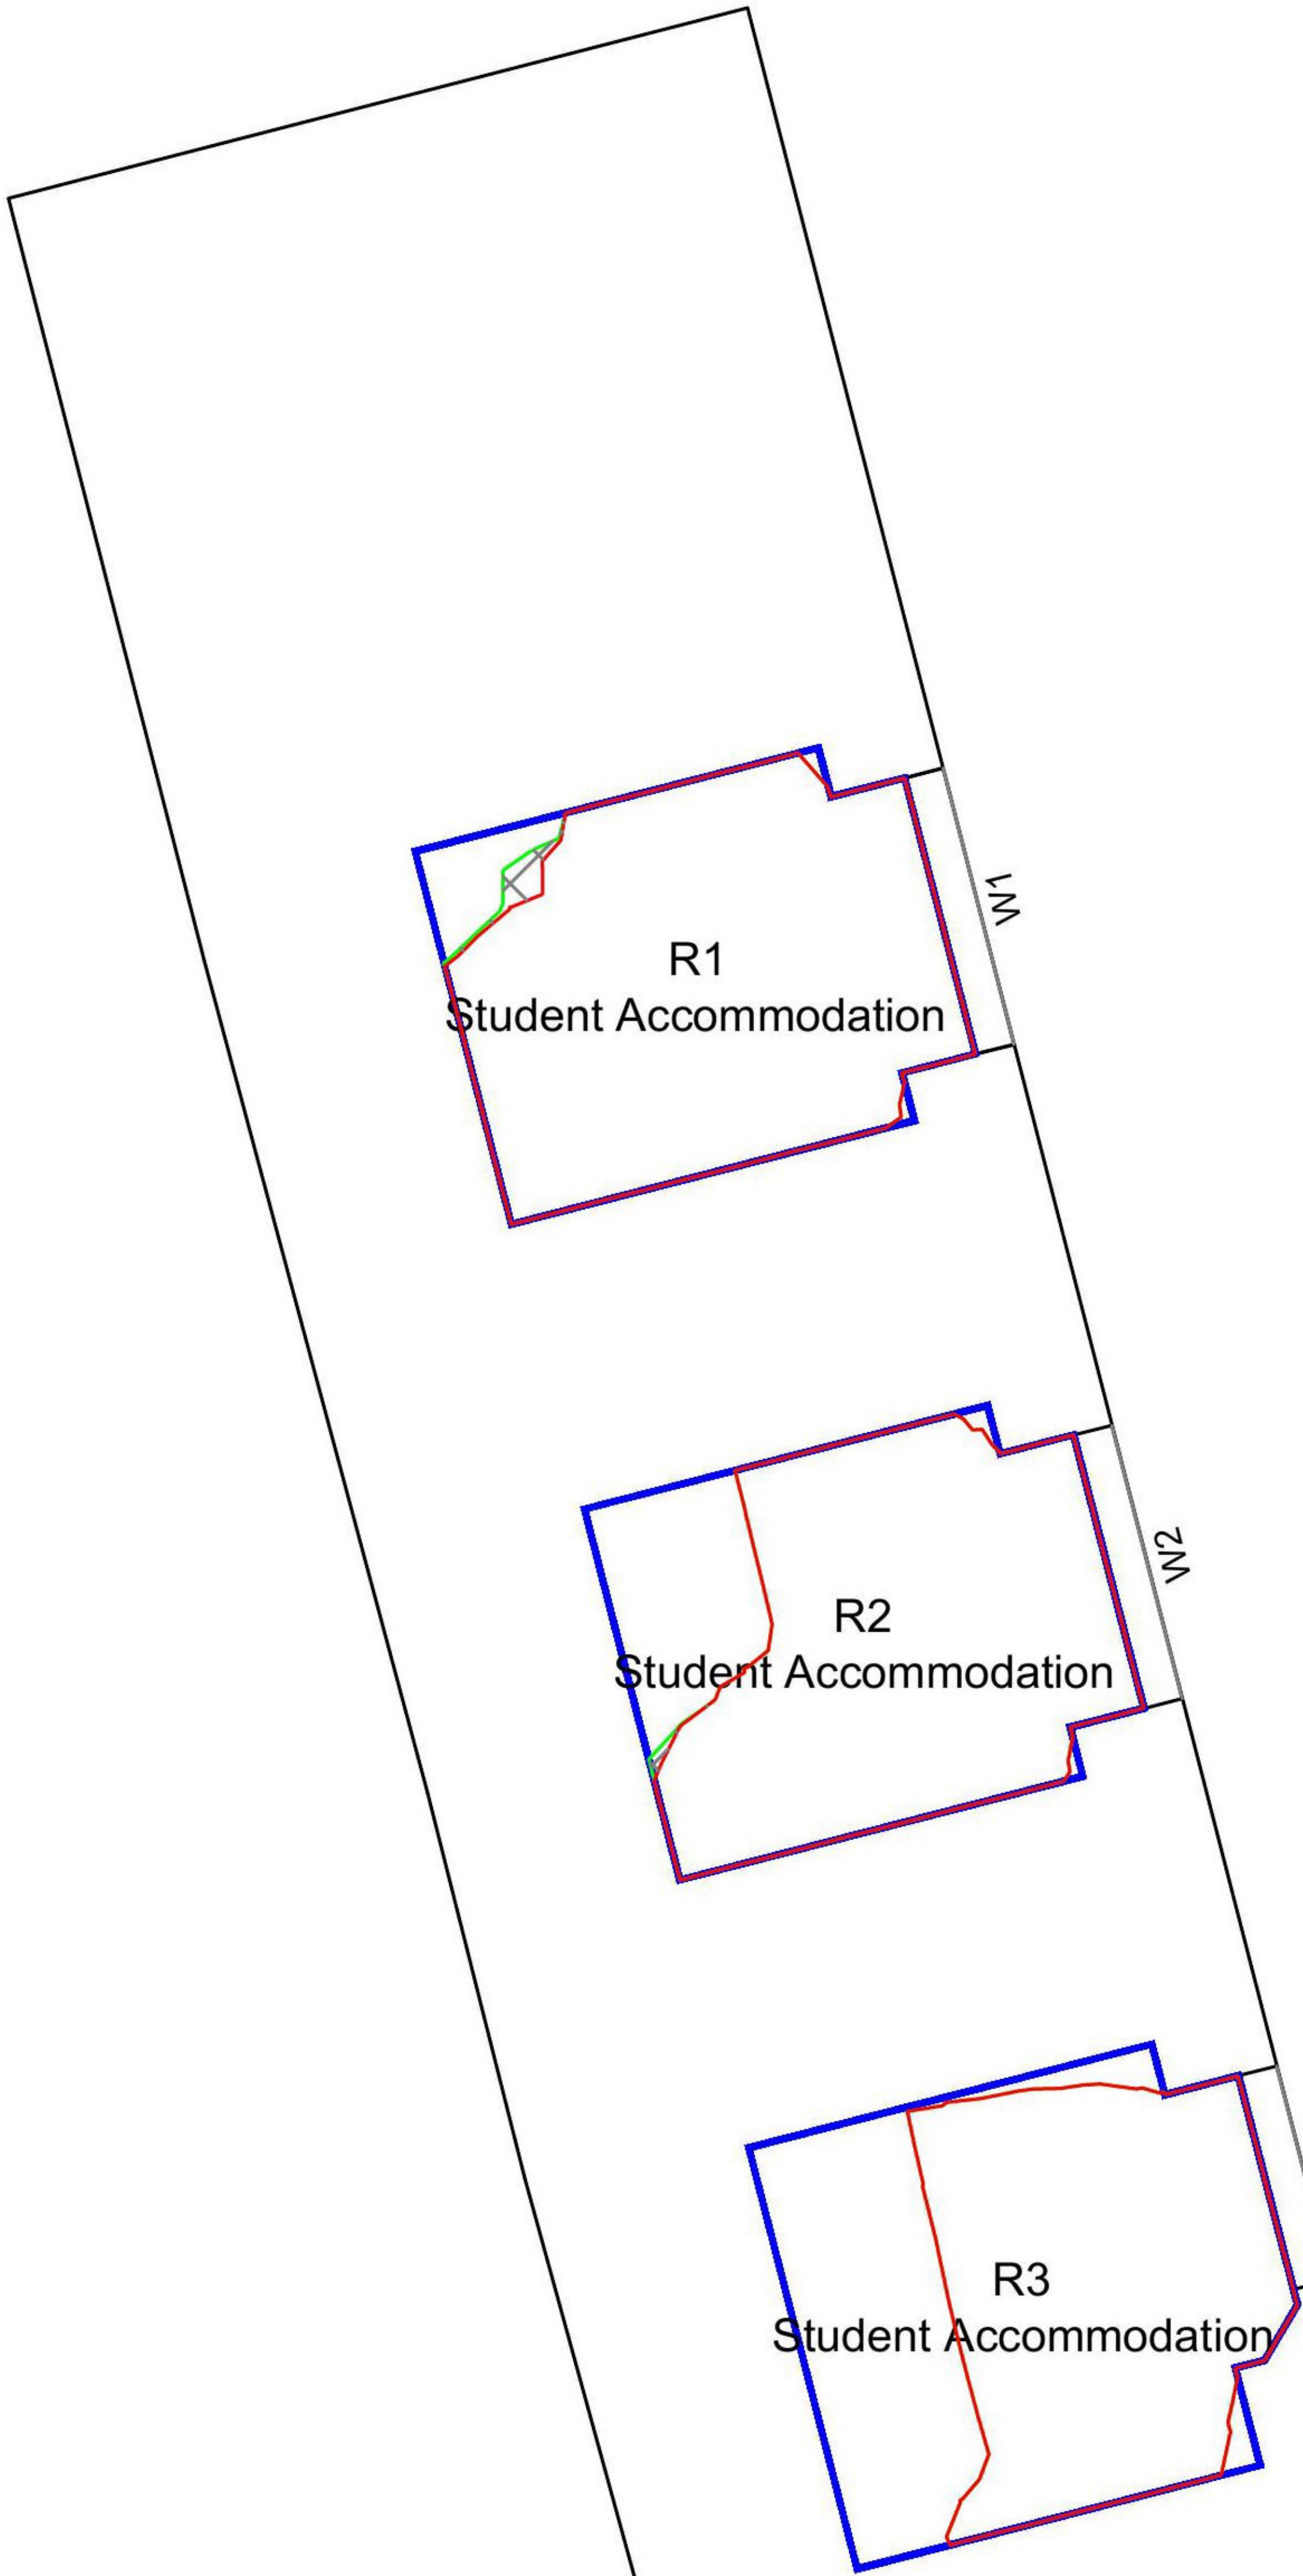 W1
R1
Student Accommodation
W2
R2
Student Accommodation
R3
Student Accommodation